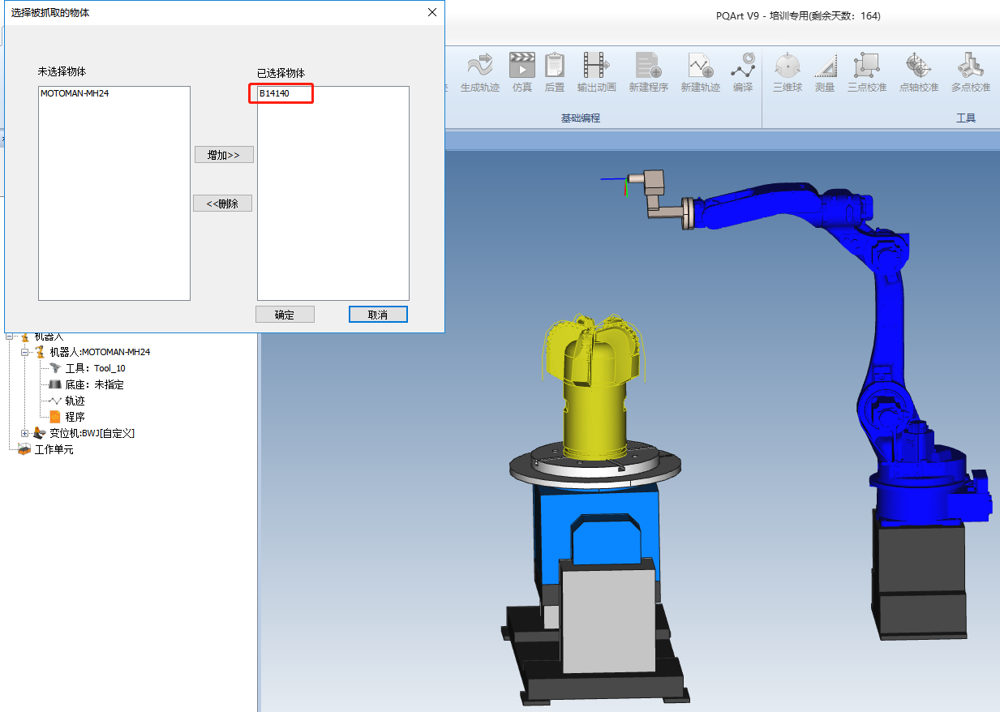 选择被抓取的物体
PQArt V9 - 培训专用(剩余天数：164)
未选择物体
已选择物体
MOTOMAN-MH24
B14140
增加>>
<<删除
确定
取消
生成轨迹
仿真
后置
输出动画
新建程序
新建轨迹
编译
三维球
测量
三点校准
点轴校准
多点校准
基础编程
工具
机器人
机器人:MOTOMAN-MH24
工具：Tool_10
底座：未指定
轨迹
程序
变位机:BWJ[自定义]
工作单元